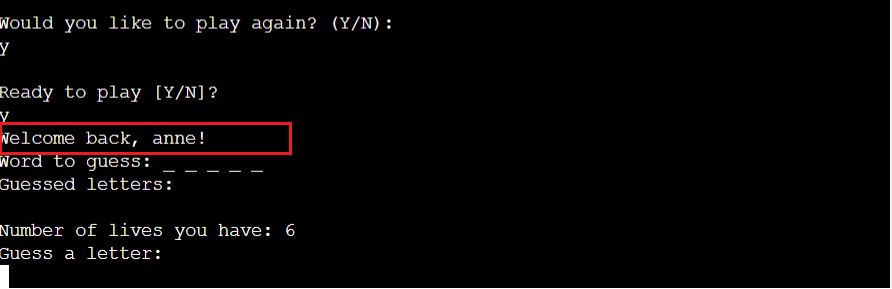 Would you like to play again? (Y/N):
y
Ready to play [Y/N]?
y
Welcome back, anne!
Word to guess: _ _ _ _ _
Guessed letters:
Number of lives you have: 6
Guess a letter: